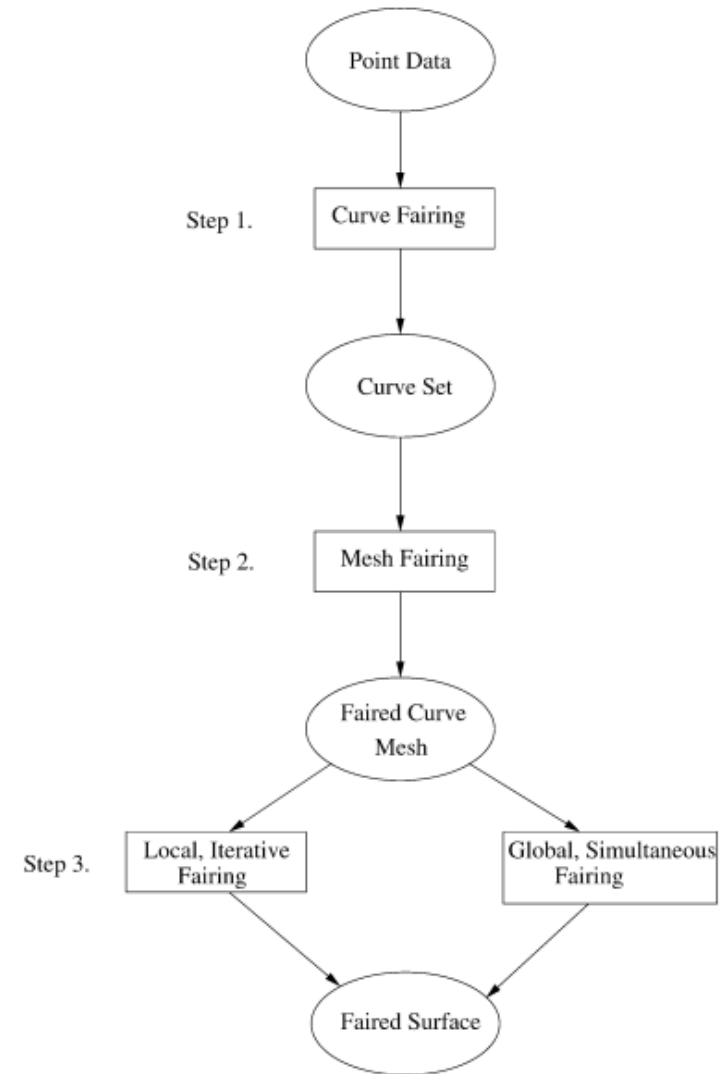 Point Data
Step 1.
Curve Fairing
Curve Set
Step 2.
Mesh Fairing
Faired Curve
Mesh
Step 3.
Local, Iterative
Fairing
Global, Simultaneous
Fairing
Faired Surface